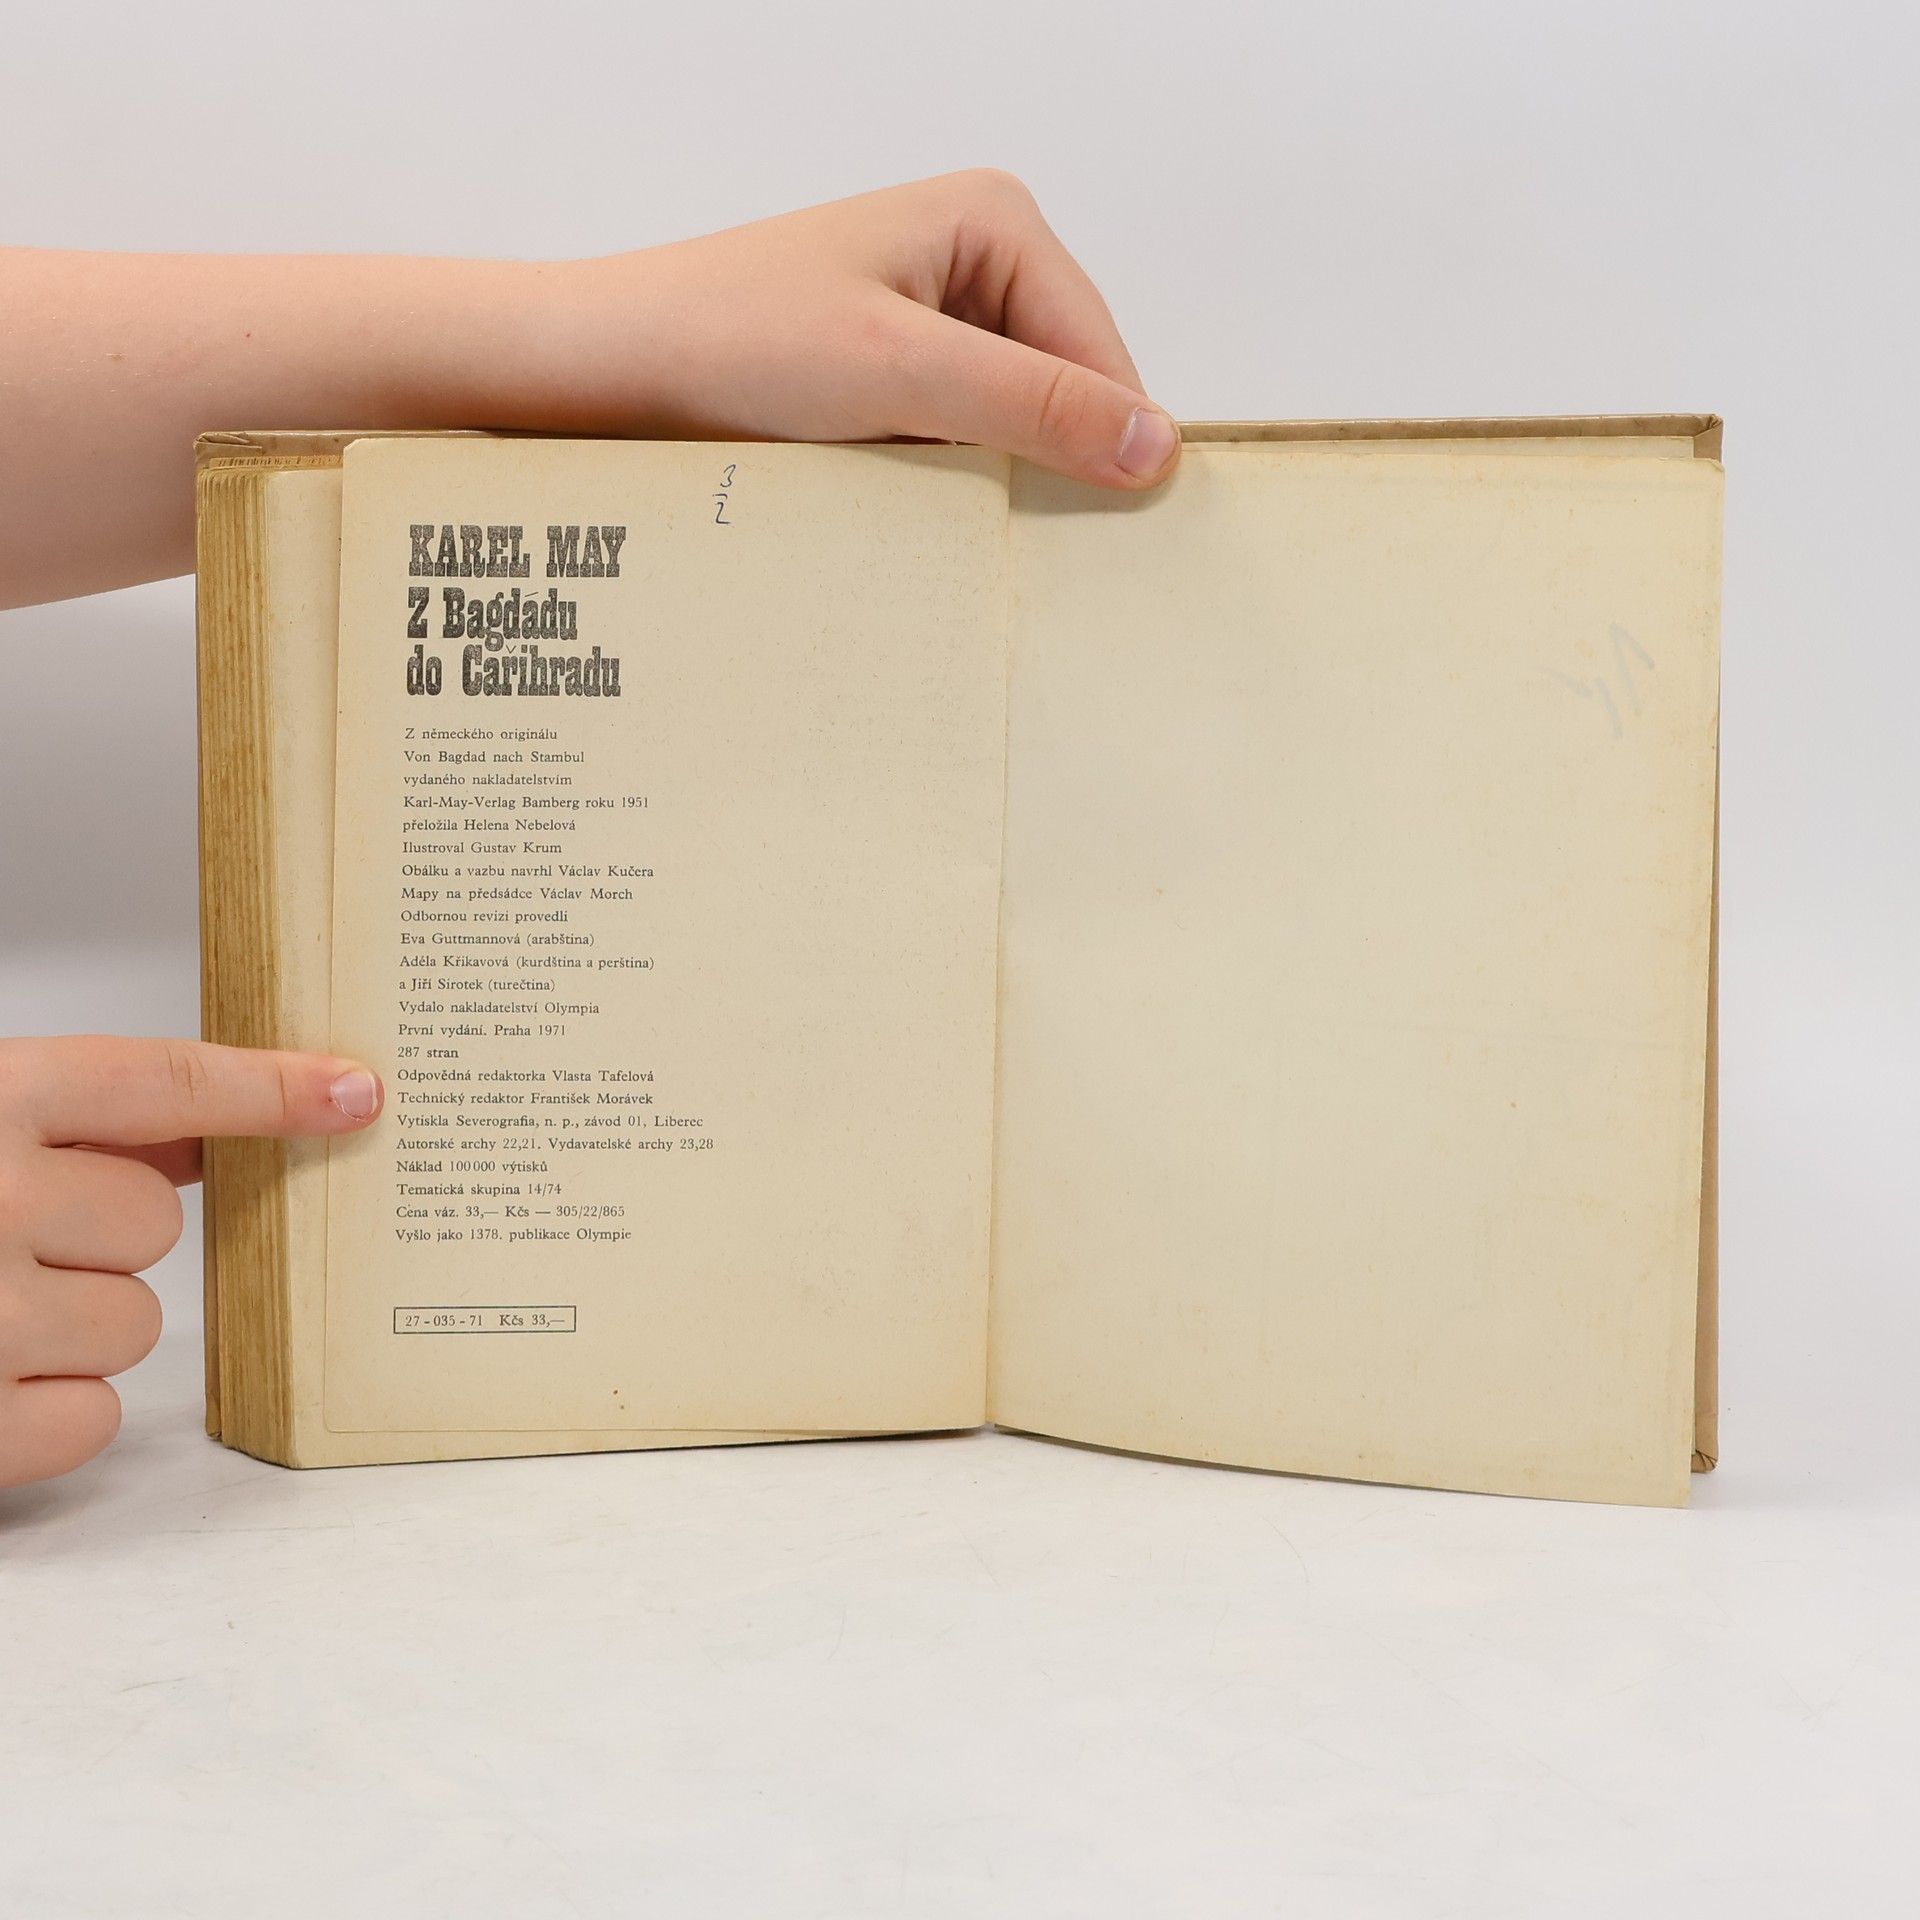 3
2
KAREL MAY
Z Bagdádu
do Cařihradu
Z německého originálu
Von Bagdad nach Stambul
vydaného nakladatelstvím
Karl-May-Verlag Bamberg roku 1951
přeložila Helena Nebelová
Ilustroval Gustav Krum
Obálku a vazbu navrhl Václav Kučera
Mapy na předsádce Václav Morch
Odbornou revizi provedli
Eva Guttmannová (arabština)
Adéla Křikavová (kurdština a perština)
a Jiří Sirotek (turečtina)
Vydalo nakladatelství Olympia
První vydání. Praha 1971
287 stran
Odpovědná redaktorka Vlasta Tafelová
Technický redaktor František Morávek
Vytiskla Severografia, n. p., závod 01, Liberec
Autorské archy 22,21. Vydavatelské archy 23,28
Náklad 100000 výtisků
Tematická skupina 14/74
Cena váz. 33,— Kčs — 305/22/865
Vyšlo jako 1378. publikace Olympie
27 - 035 - 71 Kčs 33,—